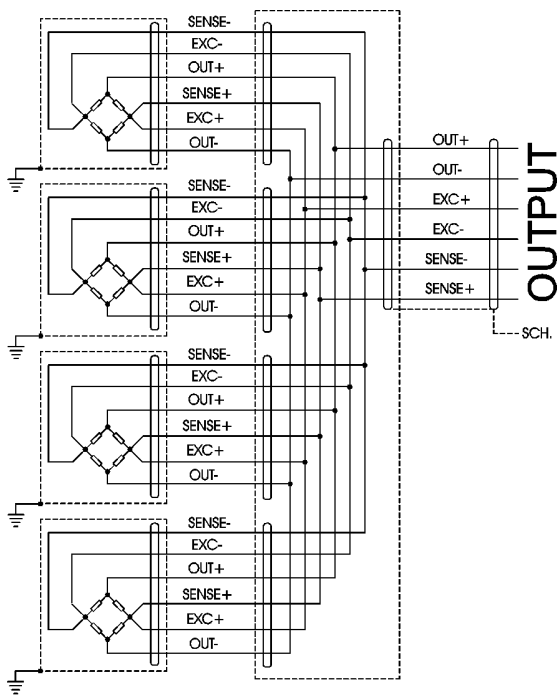 SENSE-
EXC-
OUT+
SENSE+
EXC+
OUT-
SENSE-
EXC-
OUT+
SENSE+
EXC+
OUT-
SENSE-
EXC-
OUT+
SENSE+
EXC+
OUT-
SENSE-
EXC-
OUT+
SENSE+
EXC+
OUT-
OUT+
OUT-
EXC+
EXC-
SENSE-
SENSE+
OUTPUT
SCH.